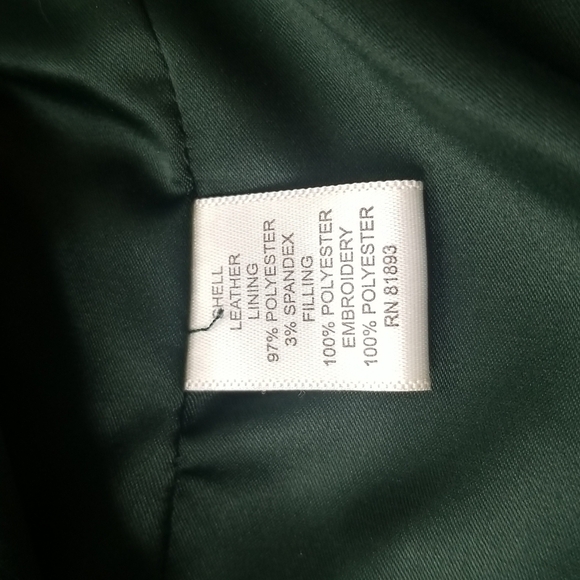 SHELL
LEATHER
LINING
97% POLYESTER
3% SPANDEX
FILLING
100% POLYESTER
EMBROIDERY
100% POLYESTER
RN 81893